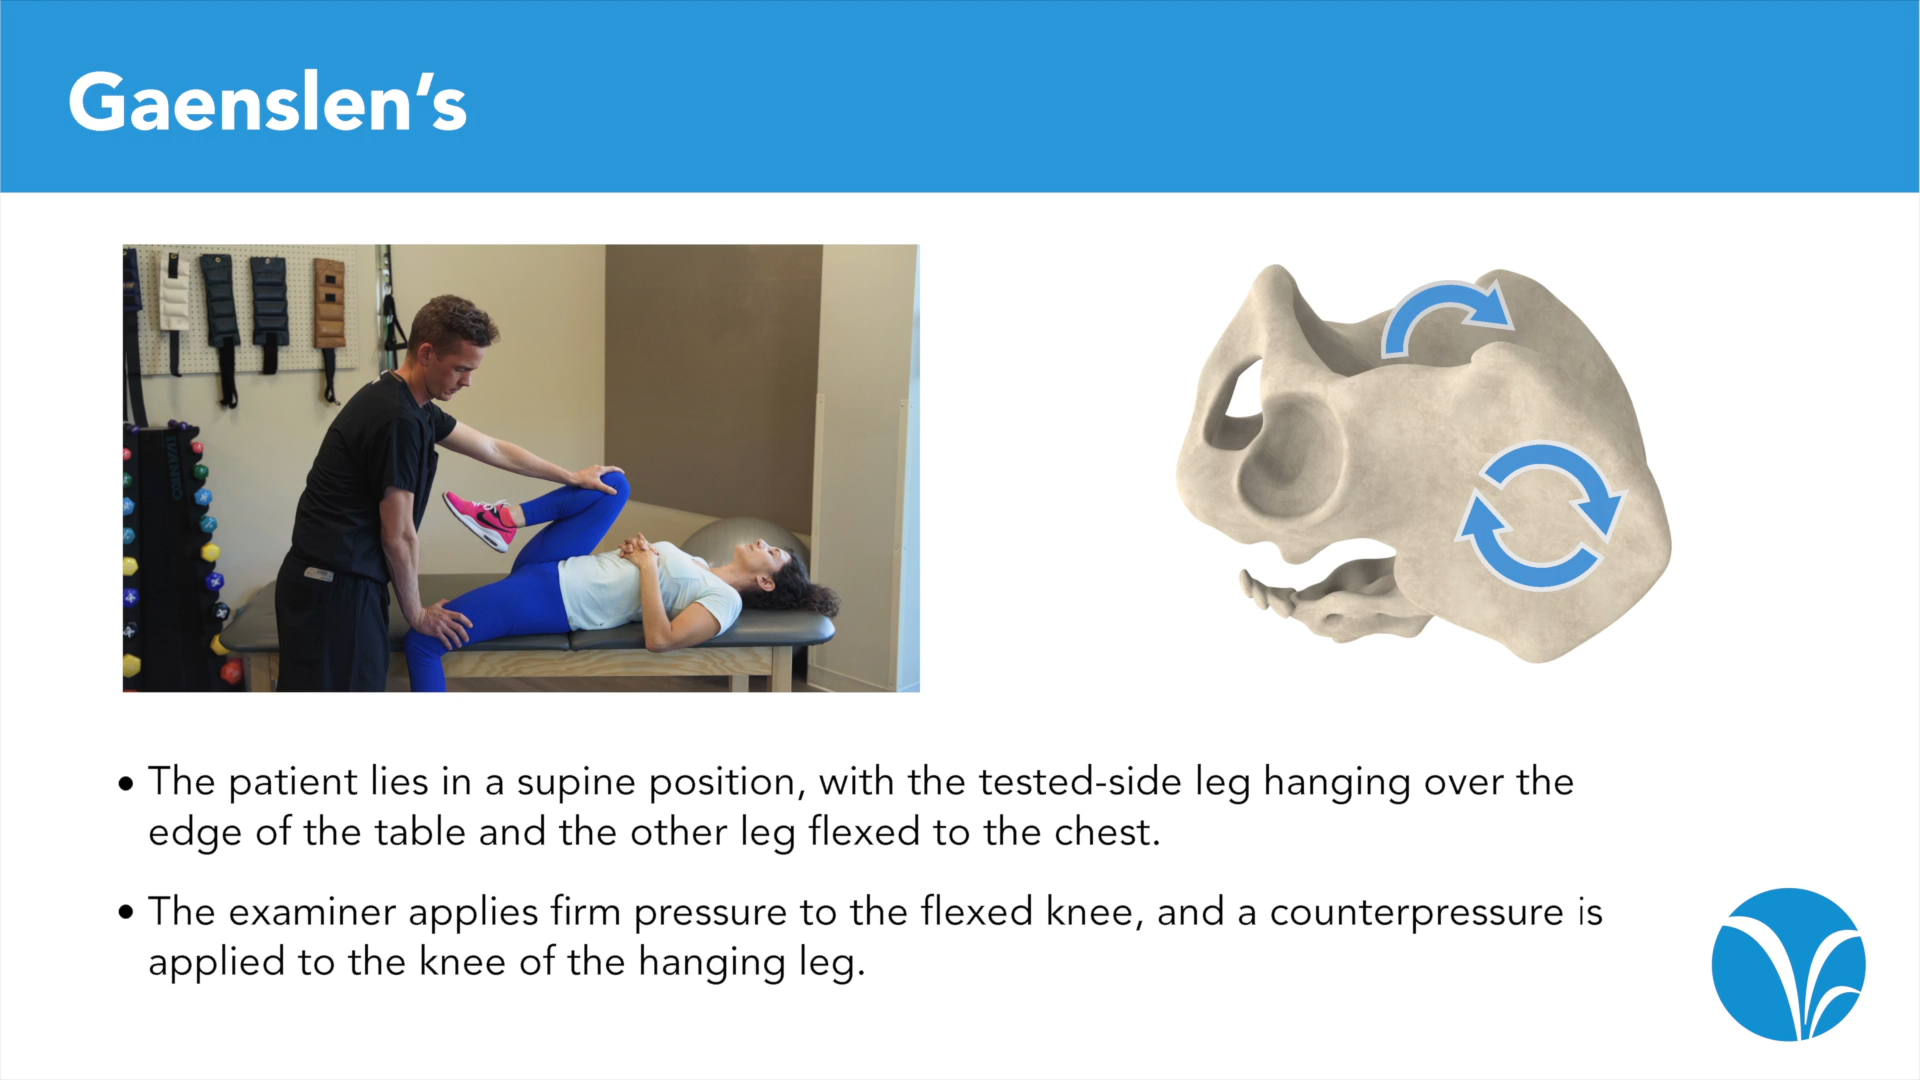 Gaenslen’s
• The patient lies in a supine position, with the tested-side leg hanging over the
edge of the table and the other leg flexed to the chest.
• The examiner applies firm pressure to the flexed knee, and a counterpressure is
applied to the knee of the hanging leg.